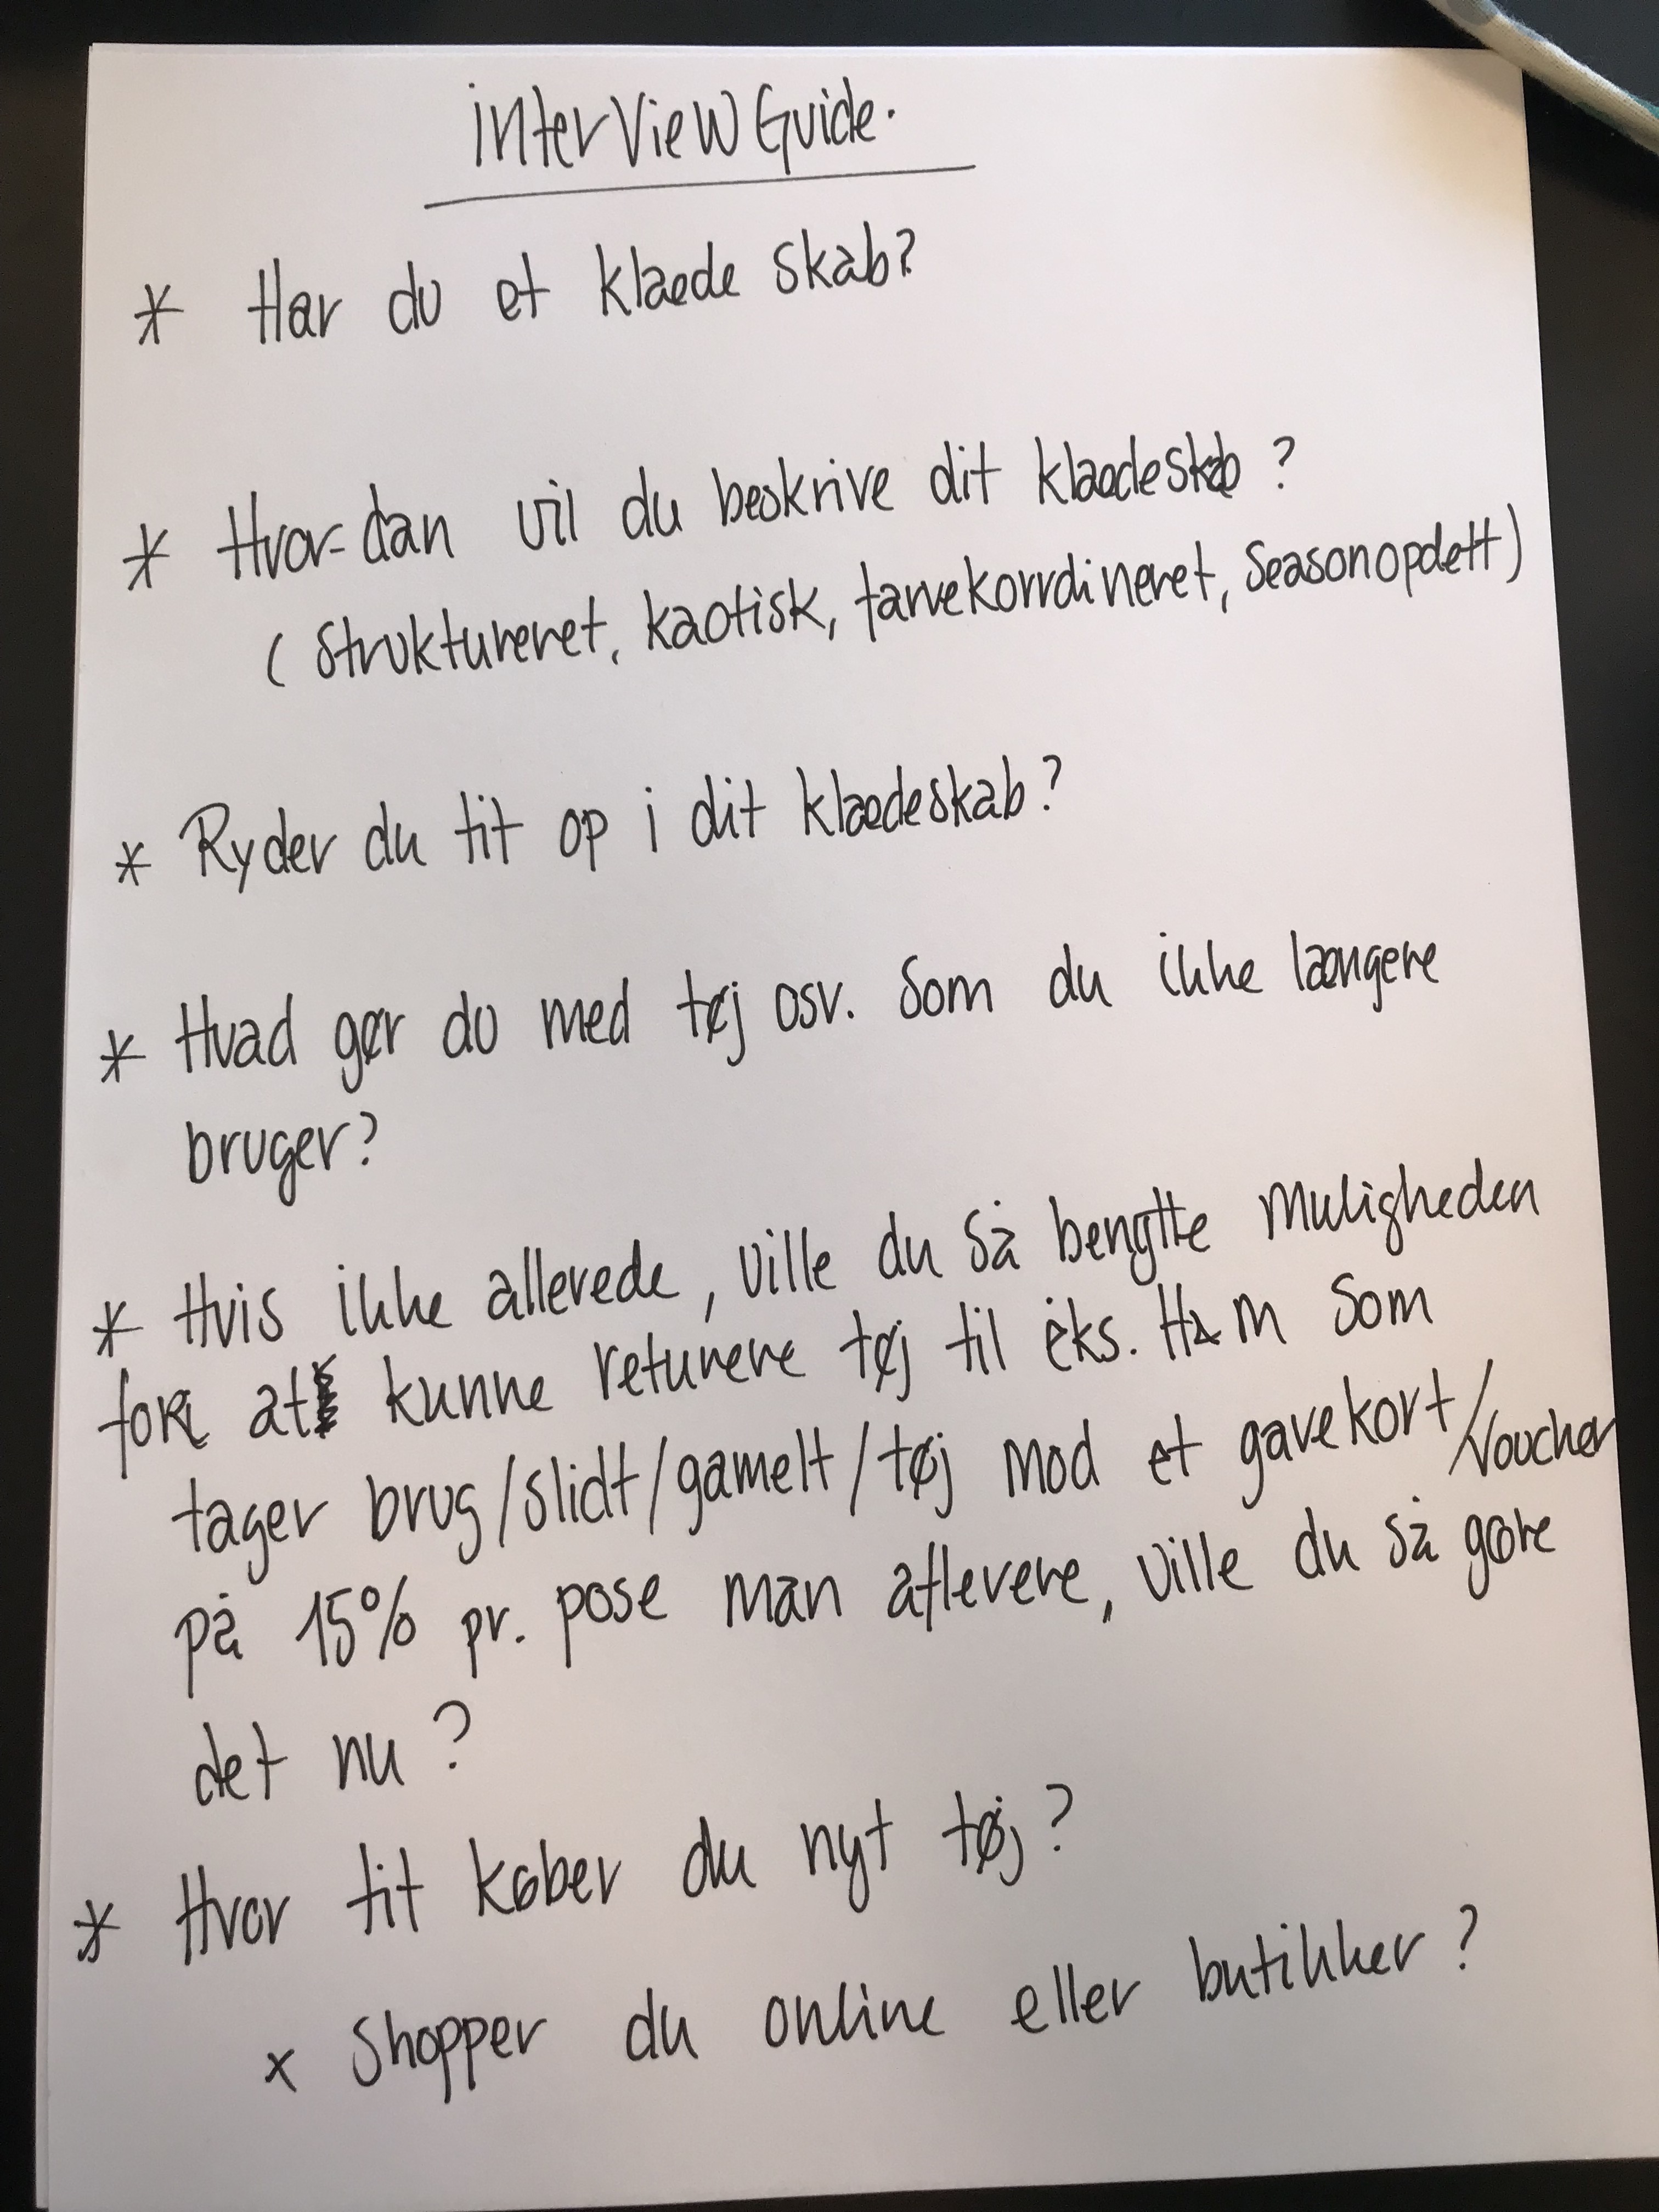 interview Guide.
* Har du et klæde skab?
* Hvor-dan vil du beskrive dit klædeskab?
( Struktureret, kaotisk, farvekorrdineret, Seasonopdelt)
* Ryder du tit op i dit klædeskab?
* Hvad gør du med tøj osv. Som du ikke længere
bruger?
* Hvis ikke allerede, ville du så benytte Muligheden
for at kunne returnere tøj til eks. H&M Som
tager brug/slidt/gamelt/tøj mod et gavekort/Voucher
på 15% pr. pose man aflevere, ville du så gøre
det nu?
* Hvor tit køber du nyt tøj?
x Shopper du online eller butikker?